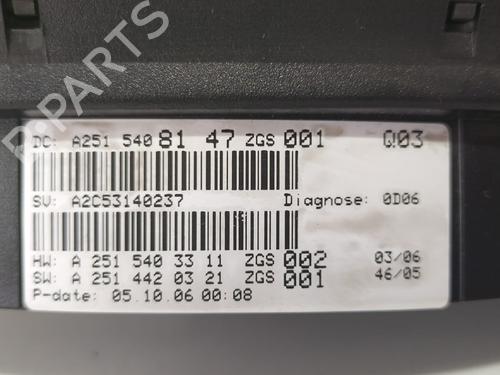 DC: A251 540 81 47 ZGS 001 Q03
SV: A2C53140237 Diagnose: 0D06
HW: A 251 540 33 11 ZGS 002 03/06
SW: A 251 442 03 21 ZGS 001 46/05
P-date: 05.10.06 00:08
B-PARTS